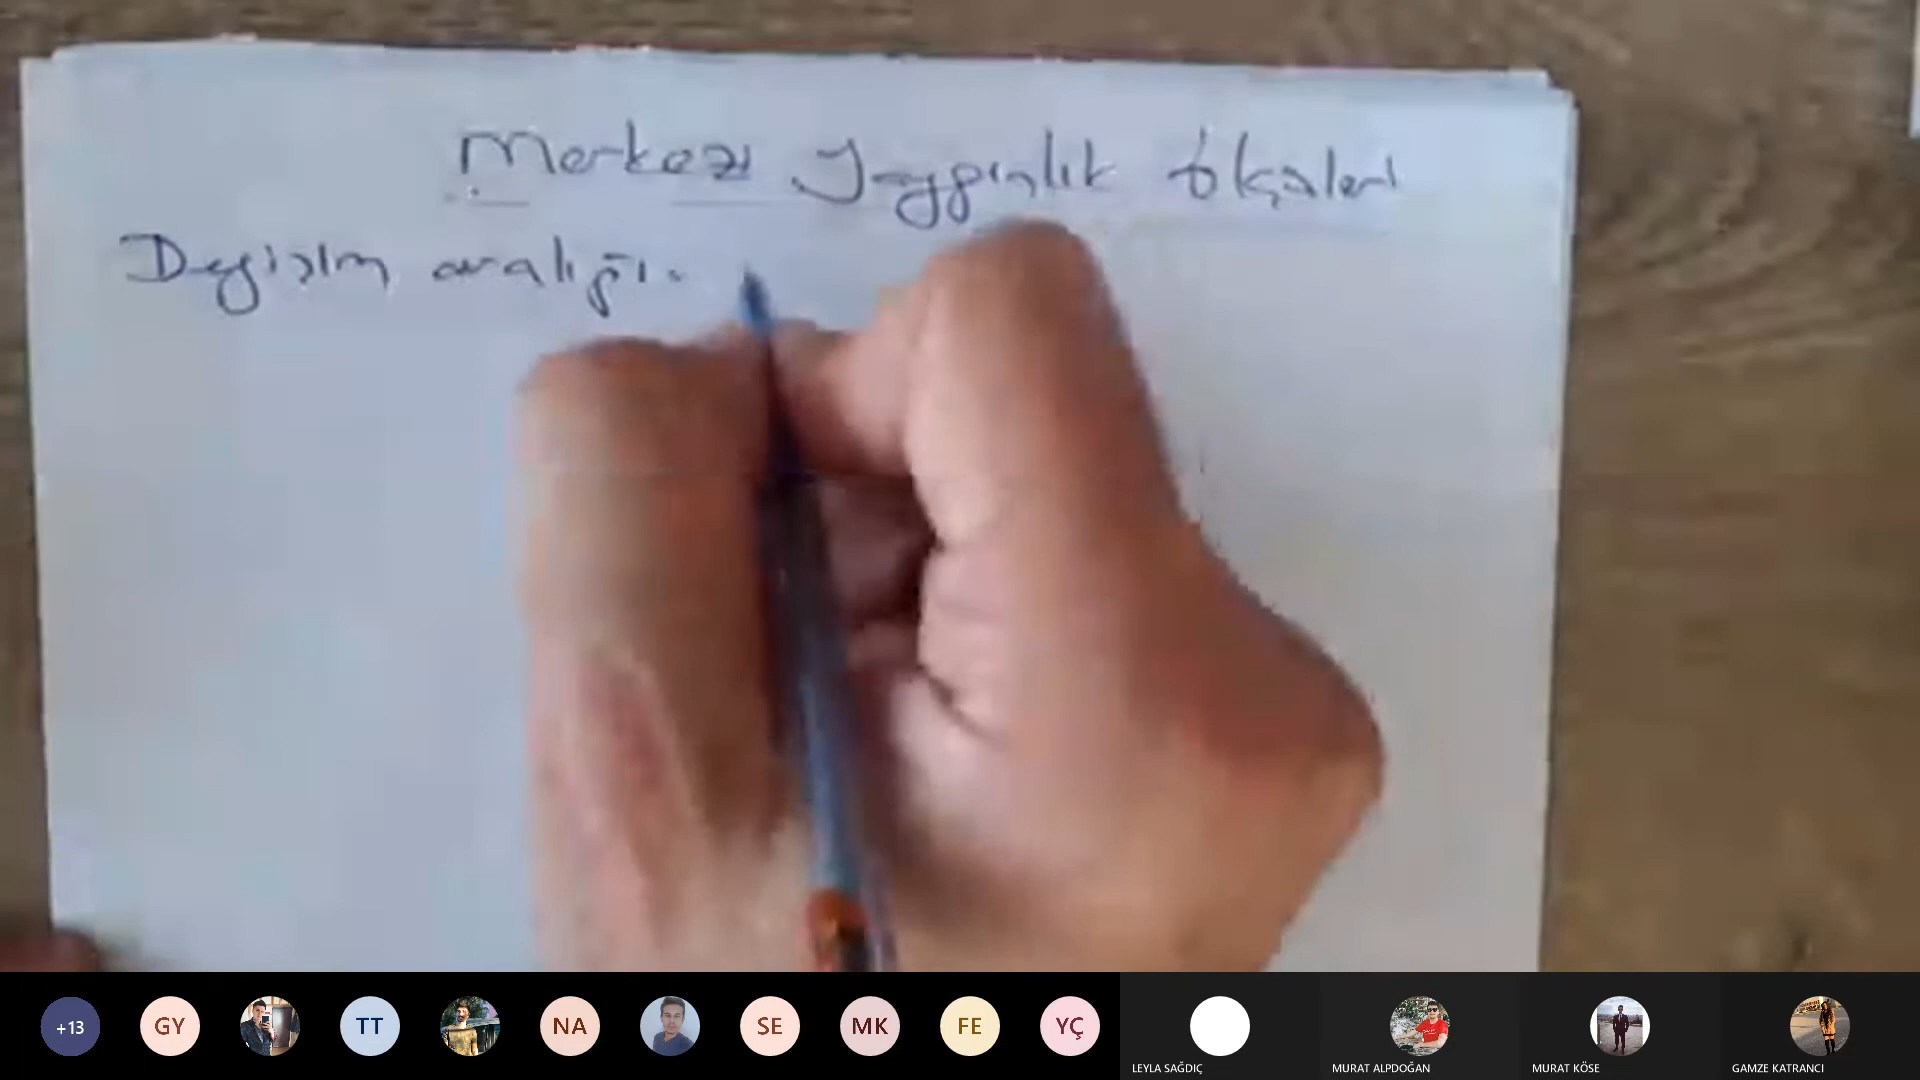 Merkezi Yaygınlık ölçüleri
Değişim aralığı.
+13
GY
TT
NA
SE
MK
FE
YÇ
LEYLA SAĞDIÇ
MURAT ALPDOĞAN
MURAT KÖSE
GAMZE KATRANCI